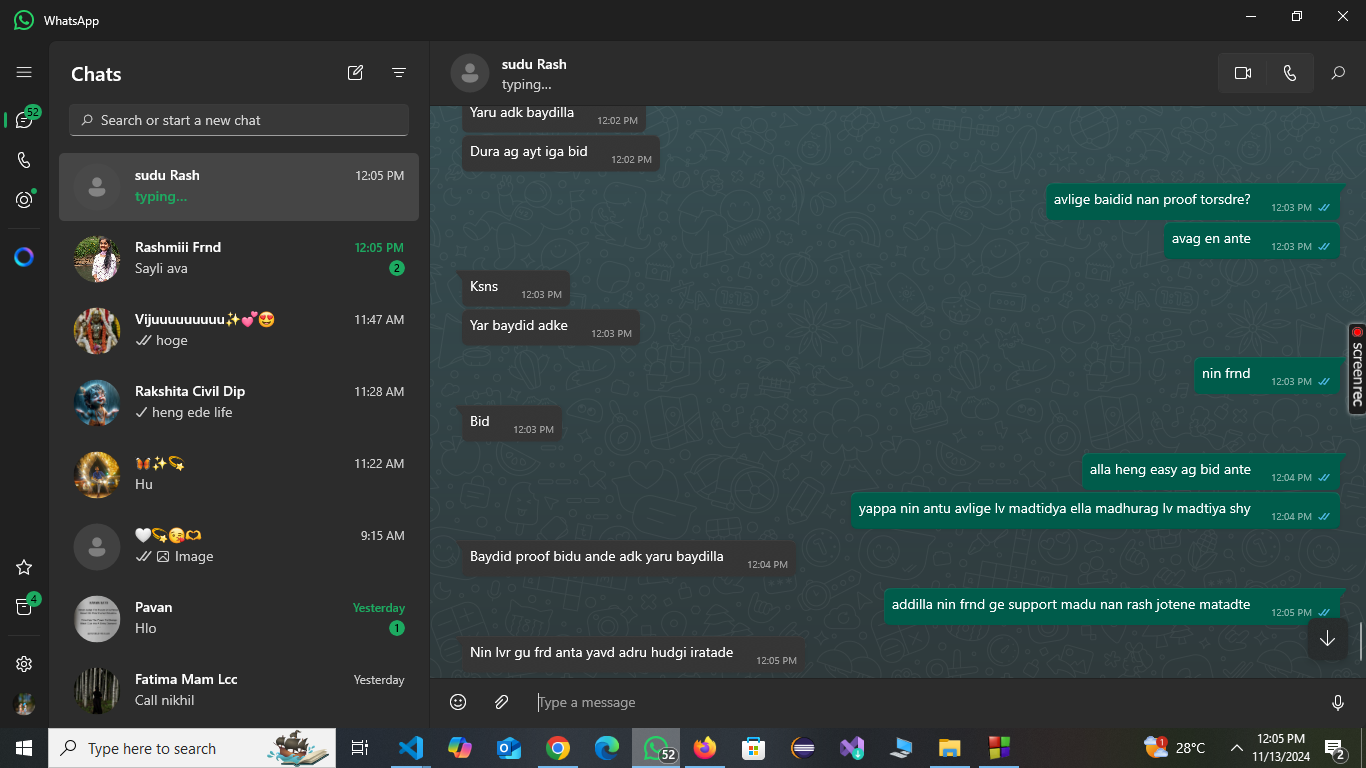 WhatsApp
Chats
Search or start a new chat
52
sudu Rash 12:05 PM
typing...
Rashmiii Frnd 12:05 PM
Sayli ava 2
Vijuuuuuuuuu✨💕😍 11:47 AM
hoge
Rakshita Civil Dip 11:28 AM
heng ede life
11:22 AM
Hu
🤍💫😘🫶 9:15 AM
Image
Pavan Yesterday
Hlo 1
4
Fatima Mam Lcc Yesterday
Call nikhil
sudu Rash
typing...
Yaru adk baydilla 12:02 PM
Dura ag ayt iga bid 12:02 PM
avlige baidid nan proof torsdre? 12:03 PM
avag en ante 12:03 PM
Ksns 12:03 PM
Yar baydid adke 12:03 PM
nin frnd 12:03 PM
Bid 12:03 PM
alla heng easy ag bid ante 12:04 PM
yappa nin antu avlige lv madtidya ella madhurag lv madtiya shy 12:04 PM
Baydid proof bidu ande adk yaru baydilla 12:04 PM
addilla nin frnd ge support madu nan rash jotene matadte 12:05 PM
Nin lvr gu frd anta yavd adru hudgi iratade 12:05 PM
Type a message
screenrec
Type here to search
52
1
28°C
12:05 PM
11/13/2024
2